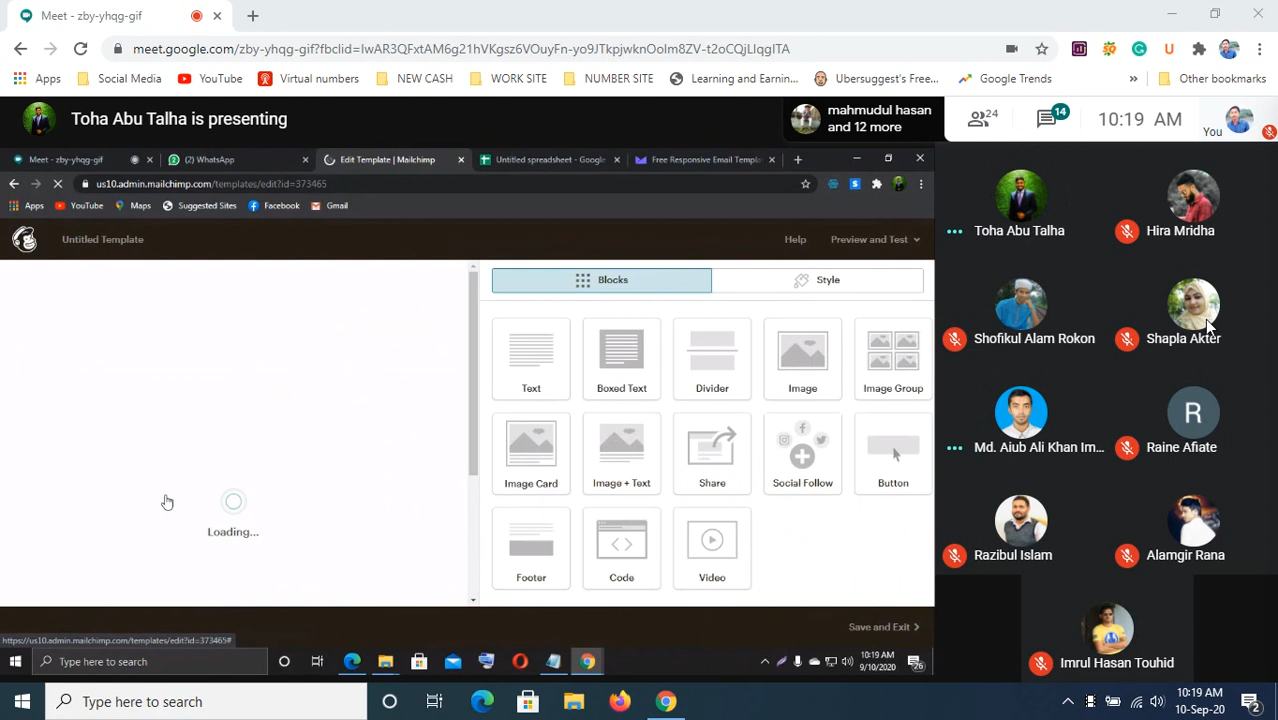 Meet - zby-yhqg-gif
meet.google.com/zby-yhqg-gif?fbclid=IwAR3QFxtAM6g21hVKgsz6VOuyFn-yo9JTkpjwknOolm8ZV-t2oCQjLlqgITA
Apps Social Media YouTube Virtual numbers NEW CASH WORK SITE NUMBER SITE Learning and Earnin... Ubersuggest's Free... Google Trends » Other bookmarks
Toha Abu Talha is presenting
mahmudul hasan
and 12 more
24
14
10:19 AM
You
Meet - zby-yhqg-gif
(2) WhatsApp
Edit Template | Mailchimp
Untitled spreadsheet - Google
Free Responsive Email Templat
us10.admin.mailchimp.com/templates/edit?id=373465
Apps YouTube Maps Suggested Sites Facebook Gmail
Untitled Template
Help
Preview and Test
Blocks
Style
Text
Boxed Text
Divider
Image
Image Group
Image Card
Image + Text
Share
Social Follow
Button
Footer
Code
Video
Loading...
Save and Exit
https://us10.admin.mailchimp.com/templates/edit?id=373465#
Type here to search
10:19 AM
9/10/2020
26
Toha Abu Talha
Hira Mridha
Shofikul Alam Rokon
Shapla Akter
Md. Aiub Ali Khan Im...
R
Raine Afiate
Razibul Islam
Alamgir Rana
Imrul Hasan Touhid
Type here to search
10:19 AM
10-Sep-20
2